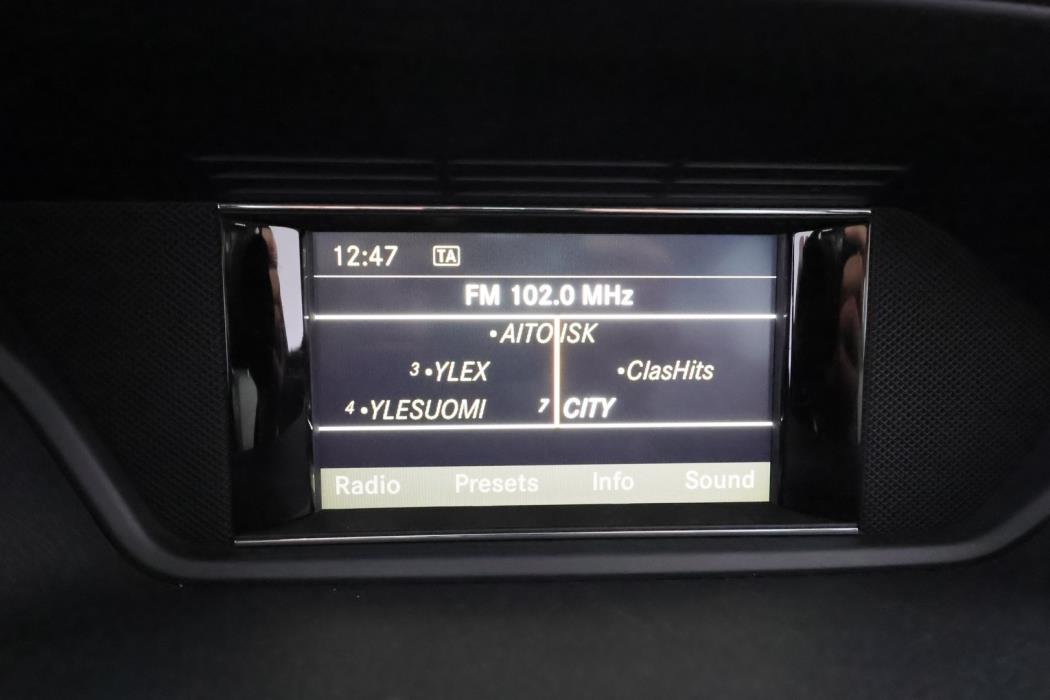 12:47 TA
FM 102.0 MHz
•AITO ISK
3 •YLEX •ClasHits
4 •YLESUOMI 7 CITY
Radio Presets Info Sound